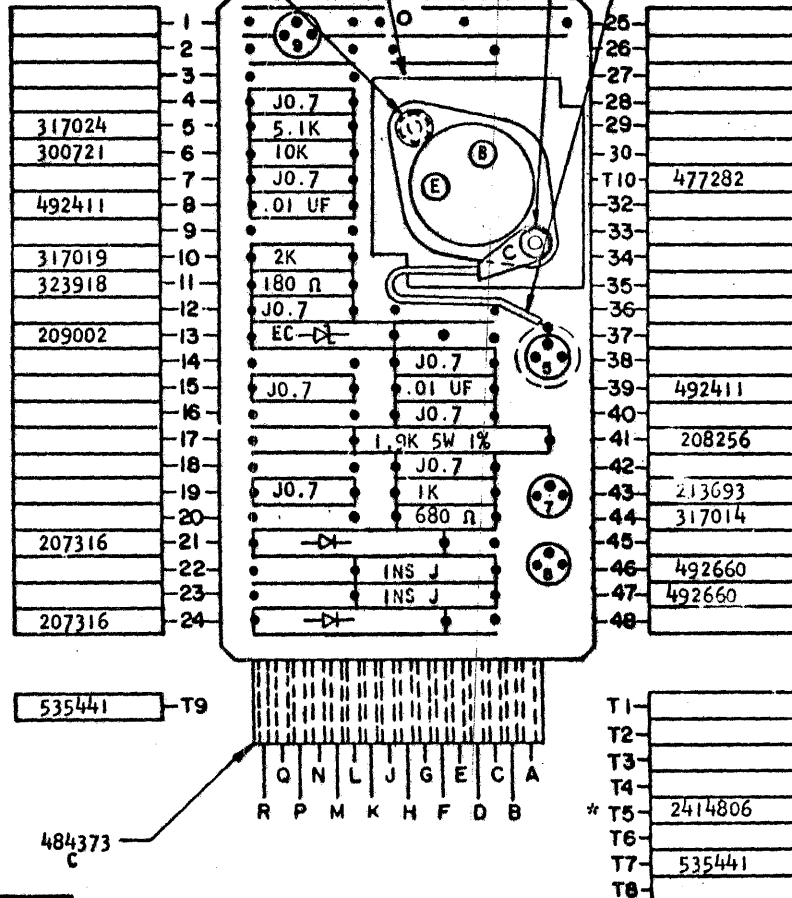 1 25
9 O
2 26
3 27
4 J0.7 28
317024 5 5.1K 29
300721 6 10K B 30
7 J0.7 E T10 477282
492411 8 .01 UF 32
9 33
317019 10 2K C 34
323918 11 180 Ω 35
12 J0.7 36
209002 13 EC 37
14 J0.7 5 38
15 J0.7 .01 UF 39 492411
16 J0.7 40
17 1.9K 5W 1% 41 208256
18 J0.7 42
19 J0.7 1K 7 43 213693
20 680 Ω 44 317014
207316 21 45
22 INS J 46 492660
23 INS J 47 492660
207316 24 48
535441 T9 T1
T2
T3
Q N L J G E C A T4
R P M K H F D B * T5 2414806
484373 T6
C T7 535441
T8